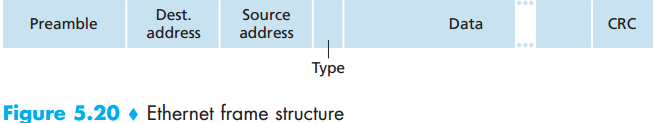 Preamble
Dest.
address
Source
address
Data
CRC
Type
Figure 5.20 ♦ Ethernet frame structure